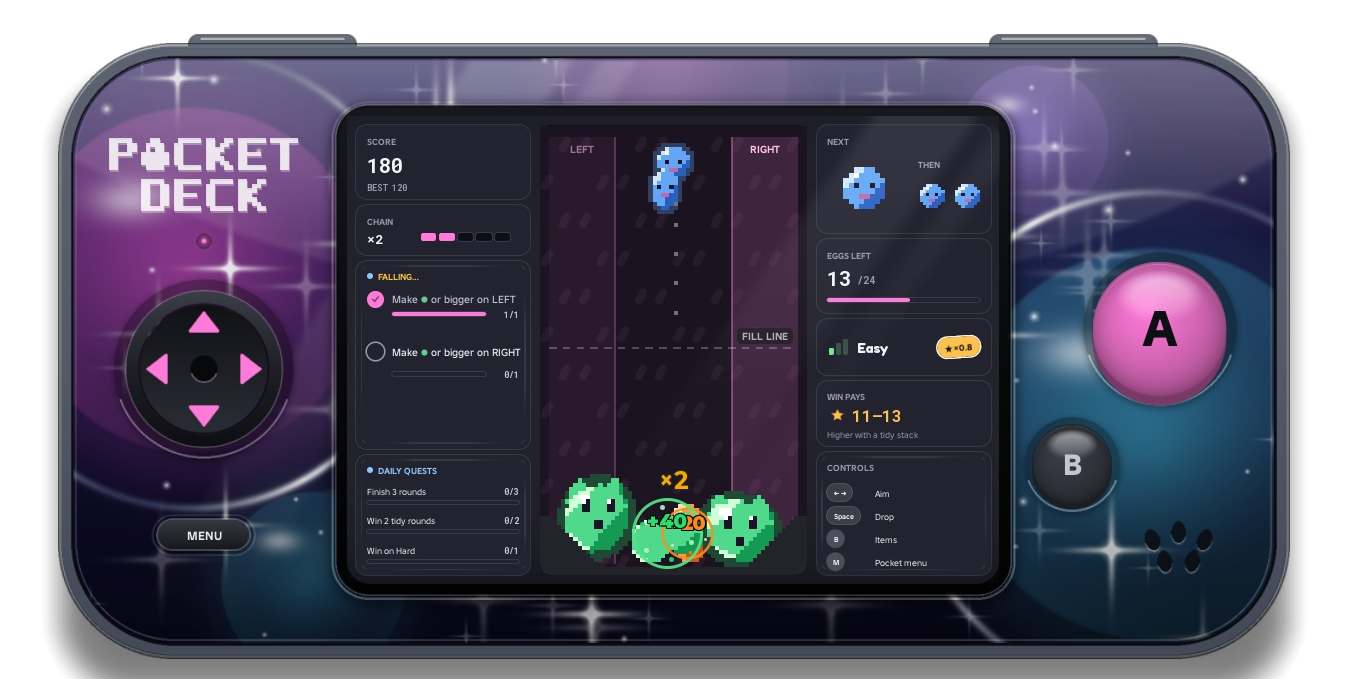 POCKET
DECK
MENU
SCORE
180
BEST 120
CHAIN
×2
FALLING...
Make ● or bigger on LEFT
1/1
Make ● or bigger on RIGHT
0/1
DAILY QUESTS
Finish 3 rounds 0/3
Win 2 tidy rounds 0/2
Win on Hard 0/1
LEFT
RIGHT
FILL LINE
×2
+40
20
NEXT
THEN
EGGS LEFT
13 /24
Easy
★×0.8
WIN PAYS
★ 11–13
Higher with a tidy stack
CONTROLS
←→ Aim
Space Drop
B Items
M Pocket menu
A
B